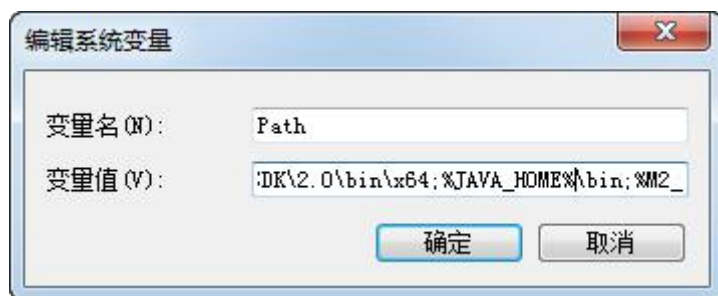 编辑系统变量
变量名(N): Path
变量值(V): DK\2.0\bin\x64;%JAVA_HOME%\bin;%M2_
确定 取消